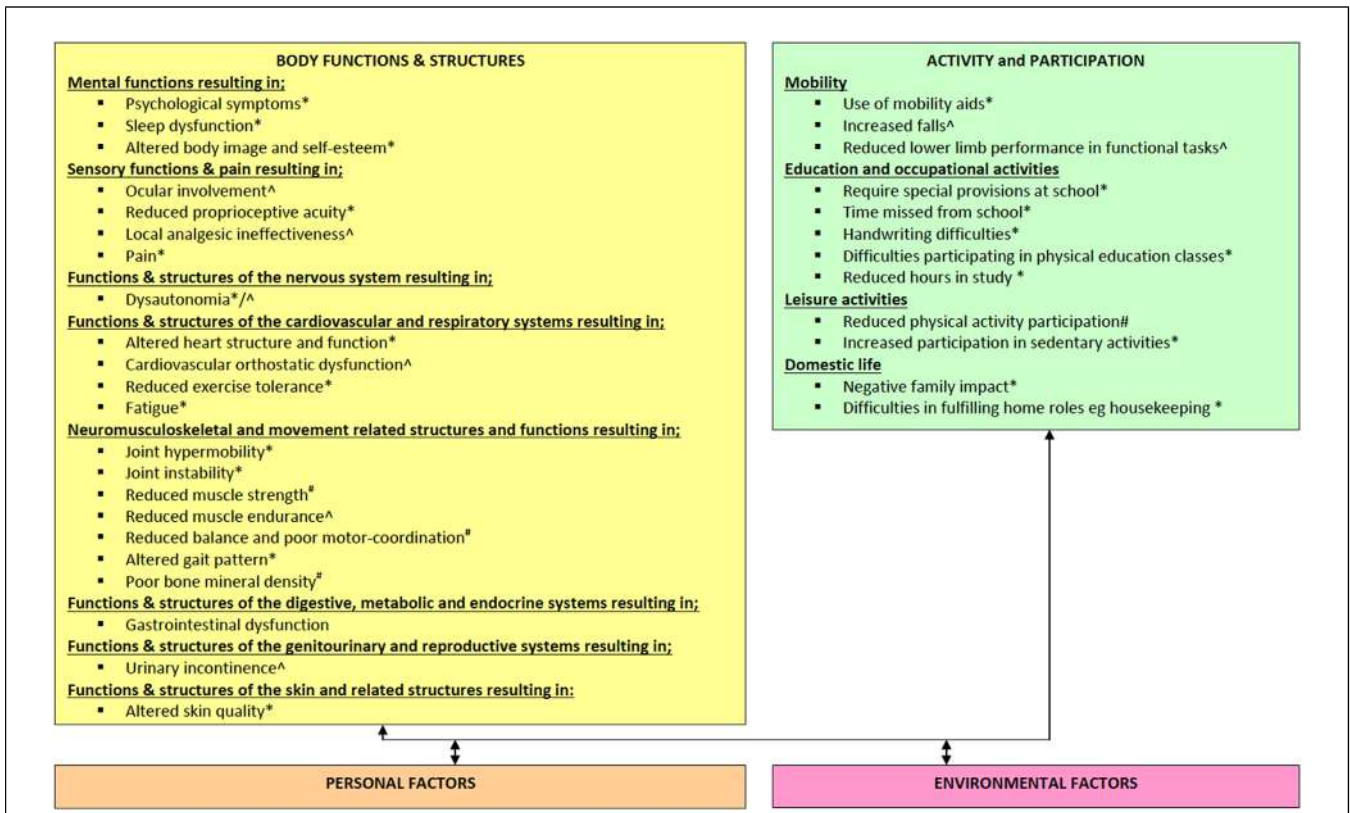 BODY FUNCTIONS & STRUCTURES
Mental functions resulting in;
▪ Psychological symptoms*
▪ Sleep dysfunction*
▪ Altered body image and self-esteem*
Sensory functions & pain resulting in;
▪ Ocular involvement^
▪ Reduced proprioceptive acuity*
▪ Local analgesic ineffectiveness^
▪ Pain*
Functions & structures of the nervous system resulting in;
▪ Dysautonomia*/^
Functions & structures of the cardiovascular and respiratory systems resulting in;
▪ Altered heart structure and function*
▪ Cardiovascular orthostatic dysfunction^
▪ Reduced exercise tolerance*
▪ Fatigue*
Neuromusculoskeletal and movement related structures and functions resulting in;
▪ Joint hypermobility*
▪ Joint instability*
▪ Reduced muscle strength#
▪ Reduced muscle endurance^
▪ Reduced balance and poor motor-coordination#
▪ Altered gait pattern*
▪ Poor bone mineral density#
Functions & structures of the digestive, metabolic and endocrine systems resulting in;
▪ Gastrointestinal dysfunction
Functions & structures of the genitourinary and reproductive systems resulting in;
▪ Urinary incontinence^
Functions & structures of the skin and related structures resulting in:
▪ Altered skin quality*
ACTIVITY and PARTICIPATION
Mobility
▪ Use of mobility aids*
▪ Increased falls^
▪ Reduced lower limb performance in functional tasks^
Education and occupational activities
▪ Require special provisions at school*
▪ Time missed from school*
▪ Handwriting difficulties*
▪ Difficulties participating in physical education classes*
▪ Reduced hours in study *
Leisure activities
▪ Reduced physical activity participation#
▪ Increased participation in sedentary activities*
Domestic life
▪ Negative family impact*
▪ Difficulties in fulfilling home roles eg housekeeping *
PERSONAL FACTORS
ENVIRONMENTAL FACTORS